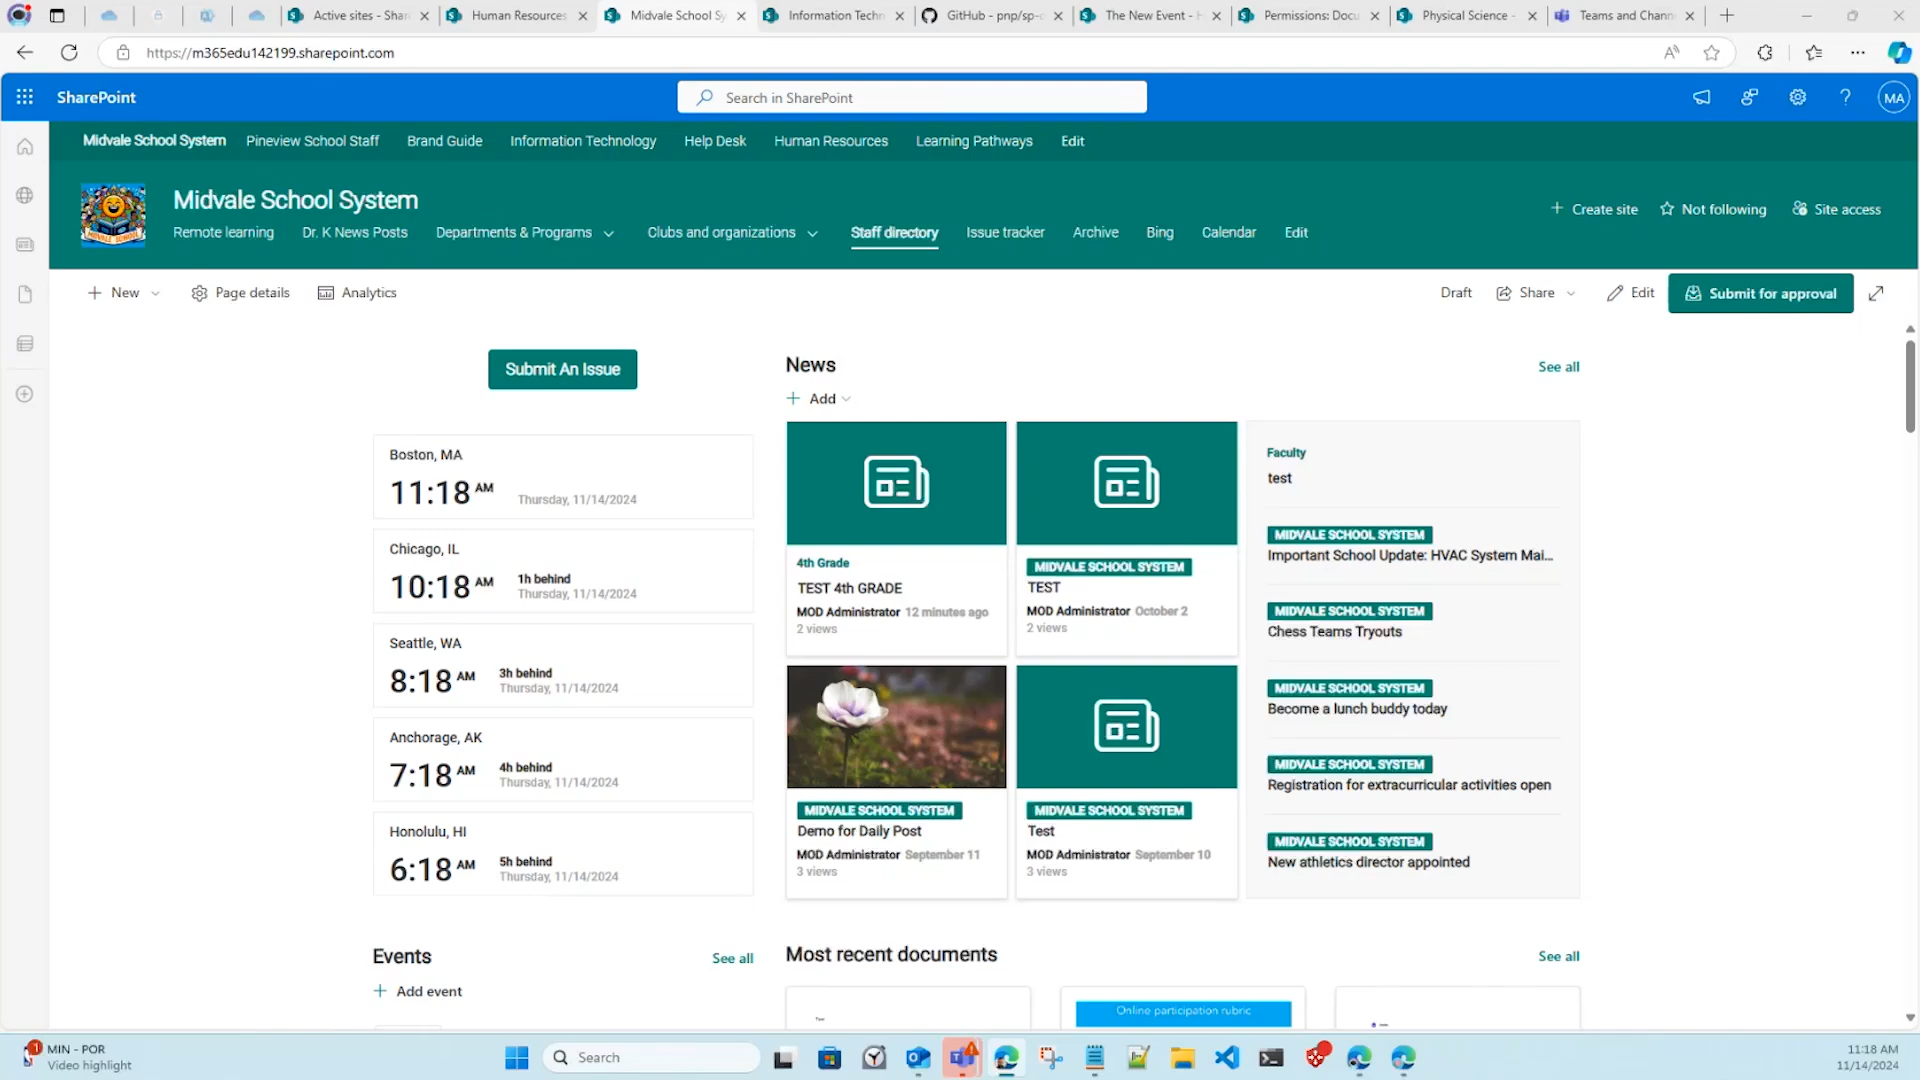 Active sites - Shar
Human Resources
Midvale School Sy
Information Techn
GitHub - pnp/sp-c
The New Event - H
Permissions: Docu
Physical Science -
Teams and Chann
https://m365edu142199.sharepoint.com
SharePoint
Search in SharePoint
MA
Midvale School System
Pineview School Staff
Brand Guide
Information Technology
Help Desk
Human Resources
Learning Pathways
Edit
Midvale School System
Create site
Not following
Site access
Remote learning
Dr. K News Posts
Departments & Programs
Clubs and organizations
Staff directory
Issue tracker
Archive
Bing
Calendar
Edit
New
Page details
Analytics
Draft
Share
Edit
Submit for approval
Submit An Issue
Boston, MA
11:18 AM
Thursday, 11/14/2024
Chicago, IL
10:18 AM
1h behind
Thursday, 11/14/2024
Seattle, WA
8:18 AM
3h behind
Thursday, 11/14/2024
Anchorage, AK
7:18 AM
4h behind
Thursday, 11/14/2024
Honolulu, HI
6:18 AM
5h behind
Thursday, 11/14/2024
News
See all
Add
4th Grade
TEST 4th GRADE
MOD Administrator 12 minutes ago
2 views
MIDVALE SCHOOL SYSTEM
TEST
MOD Administrator October 2
2 views
MIDVALE SCHOOL SYSTEM
Demo for Daily Post
MOD Administrator September 11
3 views
MIDVALE SCHOOL SYSTEM
Test
MOD Administrator September 10
3 views
Faculty
test
MIDVALE SCHOOL SYSTEM
Important School Update: HVAC System Mai...
MIDVALE SCHOOL SYSTEM
Chess Teams Tryouts
MIDVALE SCHOOL SYSTEM
Become a lunch buddy today
MIDVALE SCHOOL SYSTEM
Registration for extracurricular activities open
MIDVALE SCHOOL SYSTEM
New athletics director appointed
Events
See all
Add event
Most recent documents
See all
Online participation rubric
1
MIN - POR
Video highlight
Search
11:18 AM
11/14/2024